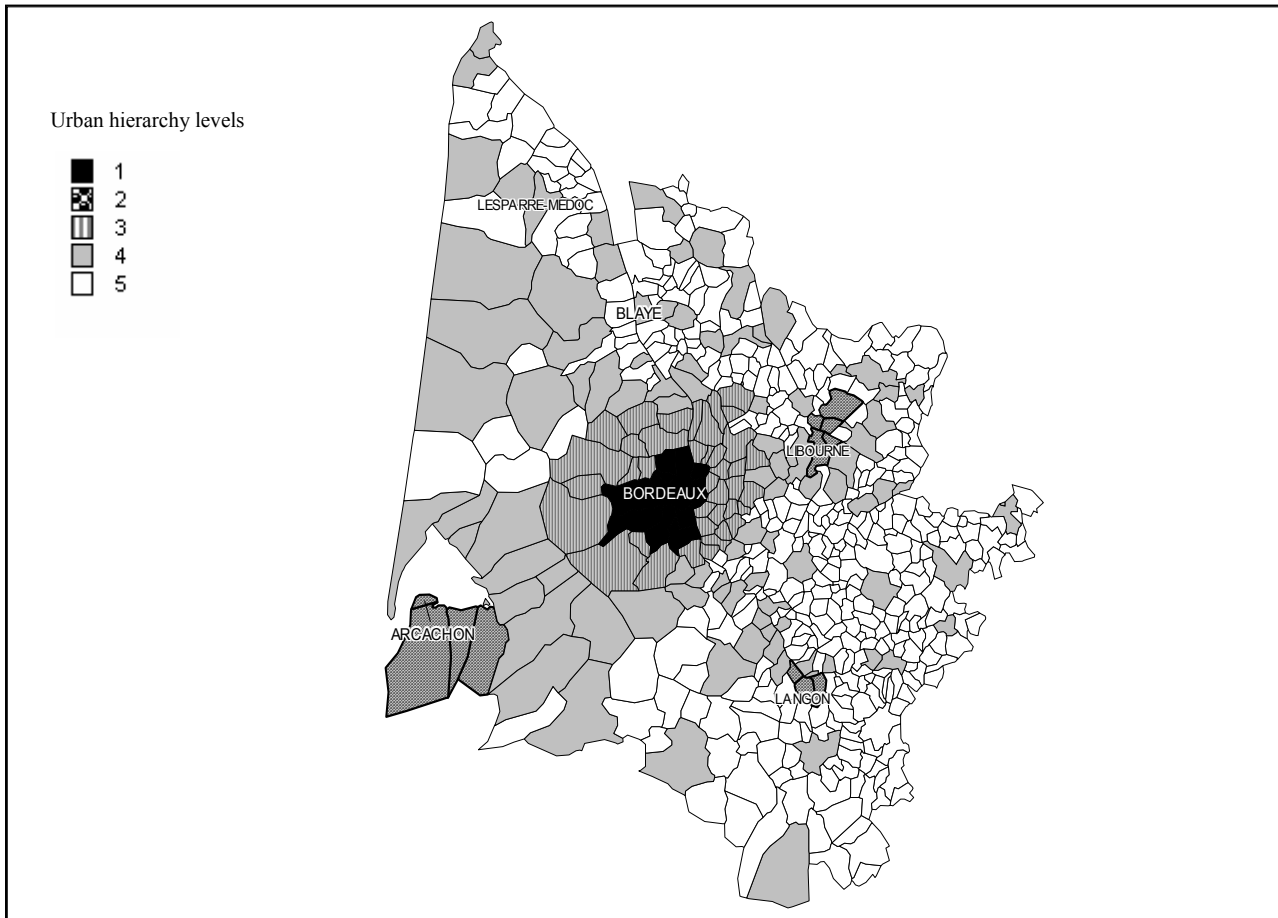 Urban hierarchy levels
1
2
3
4
5
LESPARRE-MEDOC
BLAYE
LIBOURNE
BORDEAUX
ARCACHON
LANGON